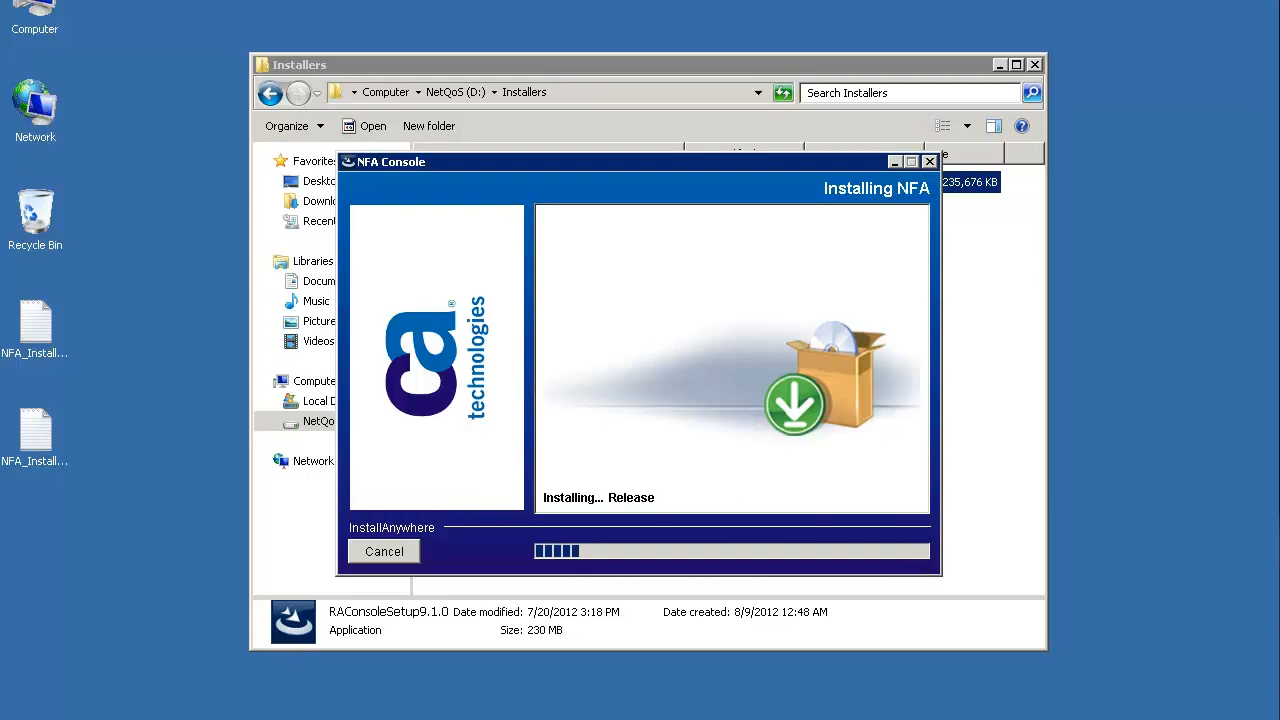 Computer
Network
Recycle Bin
NFA_Install...
NFA_Install...
Installers
Computer NetQoS (D:) Installers
Search Installers
Organize Open New folder
Favorites
Deskto
Downl
Recen
Libraries
Docum
Music
Picture
Videos
Compute
Local D
NetQo
Network
235,676 KB
NFA Console
Installing NFA
ca® technologies
Installing... Release
InstallAnywhere
Cancel
RAConsoleSetup9.1.0 Date modified: 7/20/2012 3:18 PM Date created: 8/9/2012 12:48 AM
Application Size: 230 MB